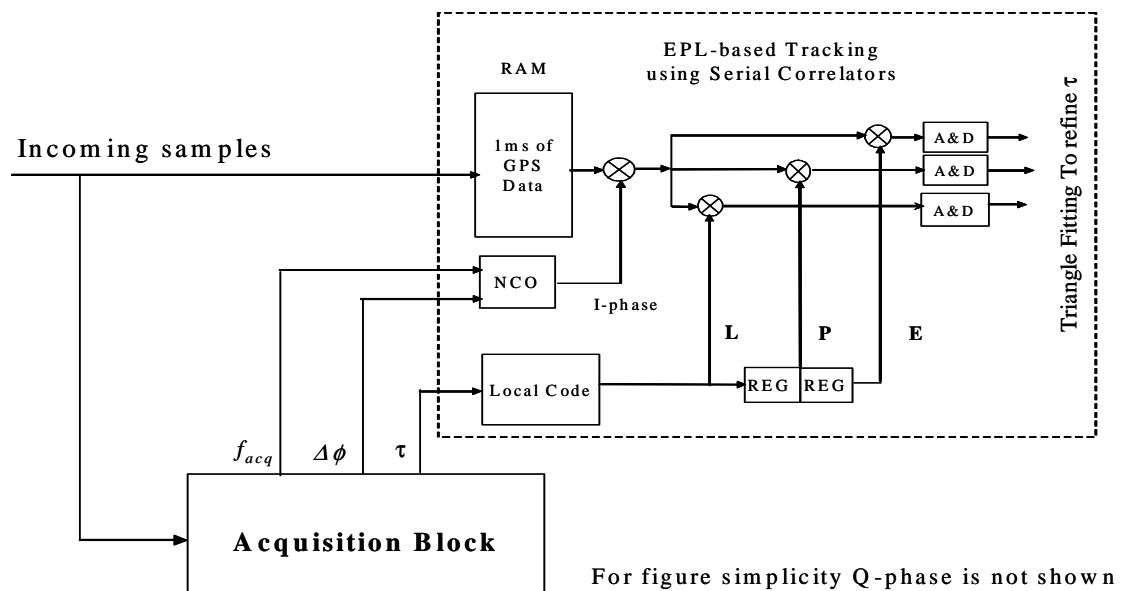 EPL-based Tracking
using Serial Correlators
RAM
Incoming samples
1ms of
GPS
Data
A&D
A&D
A&D
Triangle Fitting To refine τ
NCO
I-phase
L
P
E
Local Code
REG
REG
f_acq
Δϕ
τ
Acquisition Block
For figure simplicity Q-phase is not shown